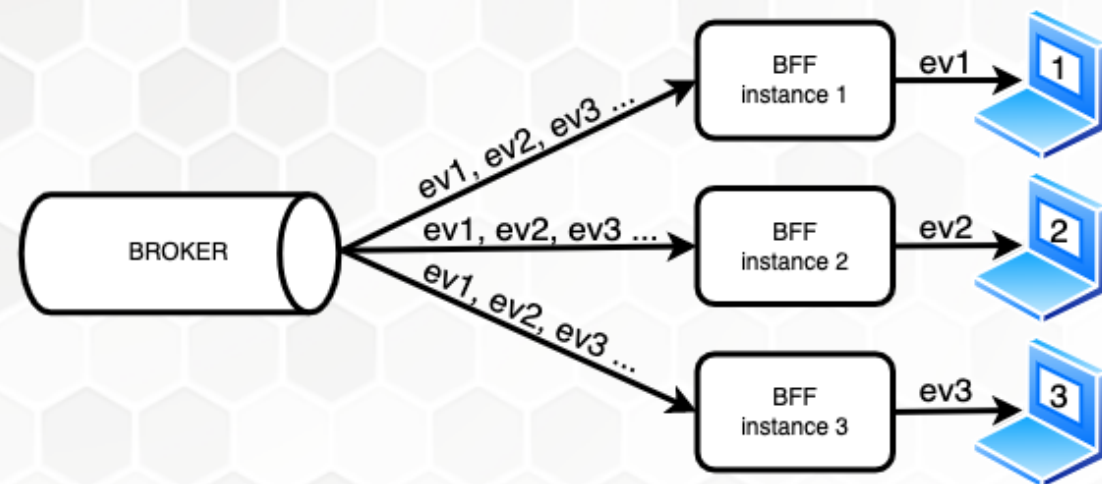 BROKER
ev1, ev2, ev3 ...
ev1, ev2, ev3 ...
ev1, ev2, ev3 ...
BFF
instance 1
ev1
1
BFF
instance 2
ev2
2
BFF
instance 3
ev3
3